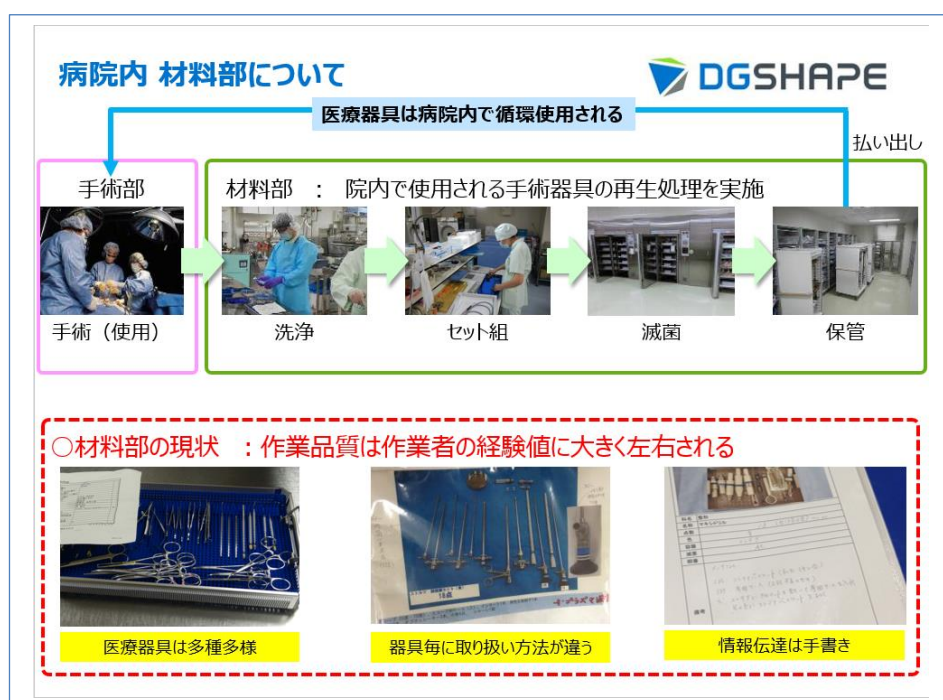 病院内 材料部について
DGSHAPE
医療器具は病院内で循環使用される
払い出し
手術部
材料部 ： 院内で使用される手術器具の再生処理を実施
手術（使用）
洗浄
セット組
滅菌
保管
○材料部の現状 ：作業品質は作業者の経験値に大きく左右される
医療器具は多種多様
器具毎に取り扱い方法が違う
情報伝達は手書き